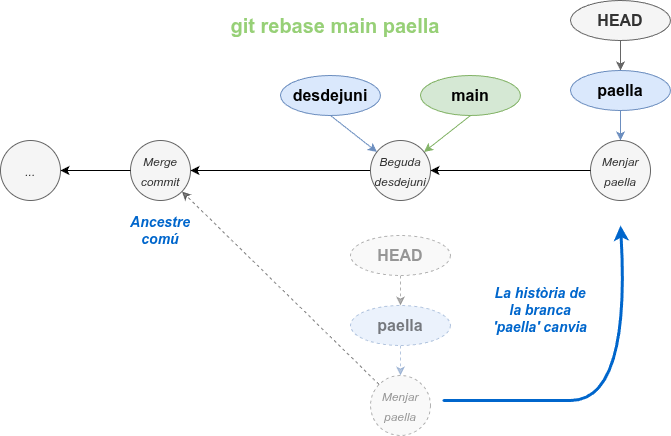 git rebase main paella
HEAD
desdejuni
main
paella
...
Merge
commit
Beguda
desdejuni
Menjar
paella
Ancestre
comú
HEAD
La història de
la branca
'paella' canvia
paella
Menjar
paella